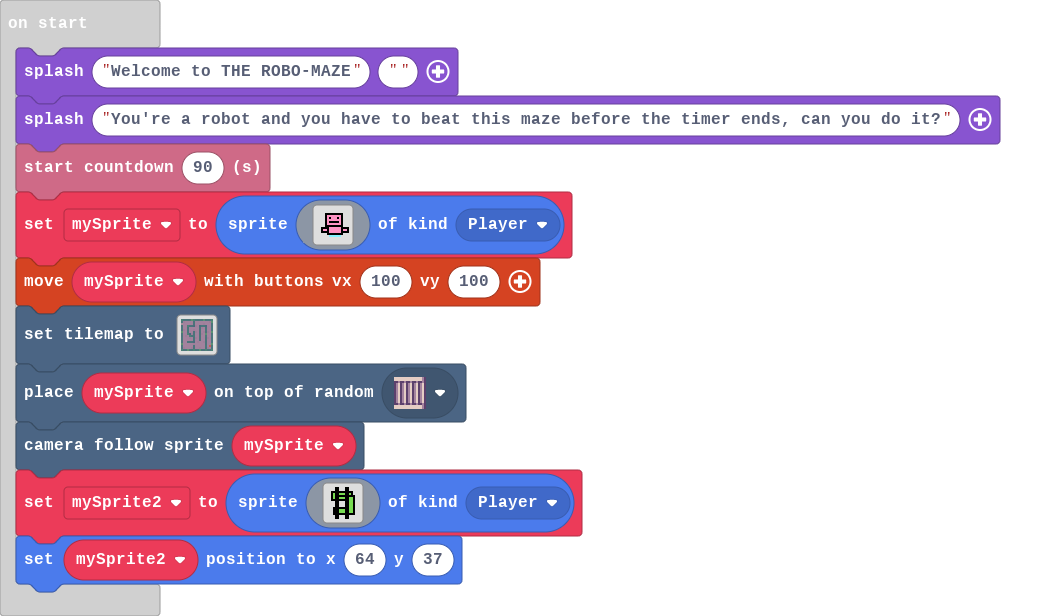 on start
splash "Welcome to THE ROBO-MAZE" " "
splash "You're a robot and you have to beat this maze before the timer ends, can you do it?"
start countdown 90 (s)
set mySprite to sprite of kind Player
move mySprite with buttons vx 100 vy 100
set tilemap to
place mySprite on top of random
camera follow sprite mySprite
set mySprite2 to sprite of kind Player
set mySprite2 position to x 64 y 37